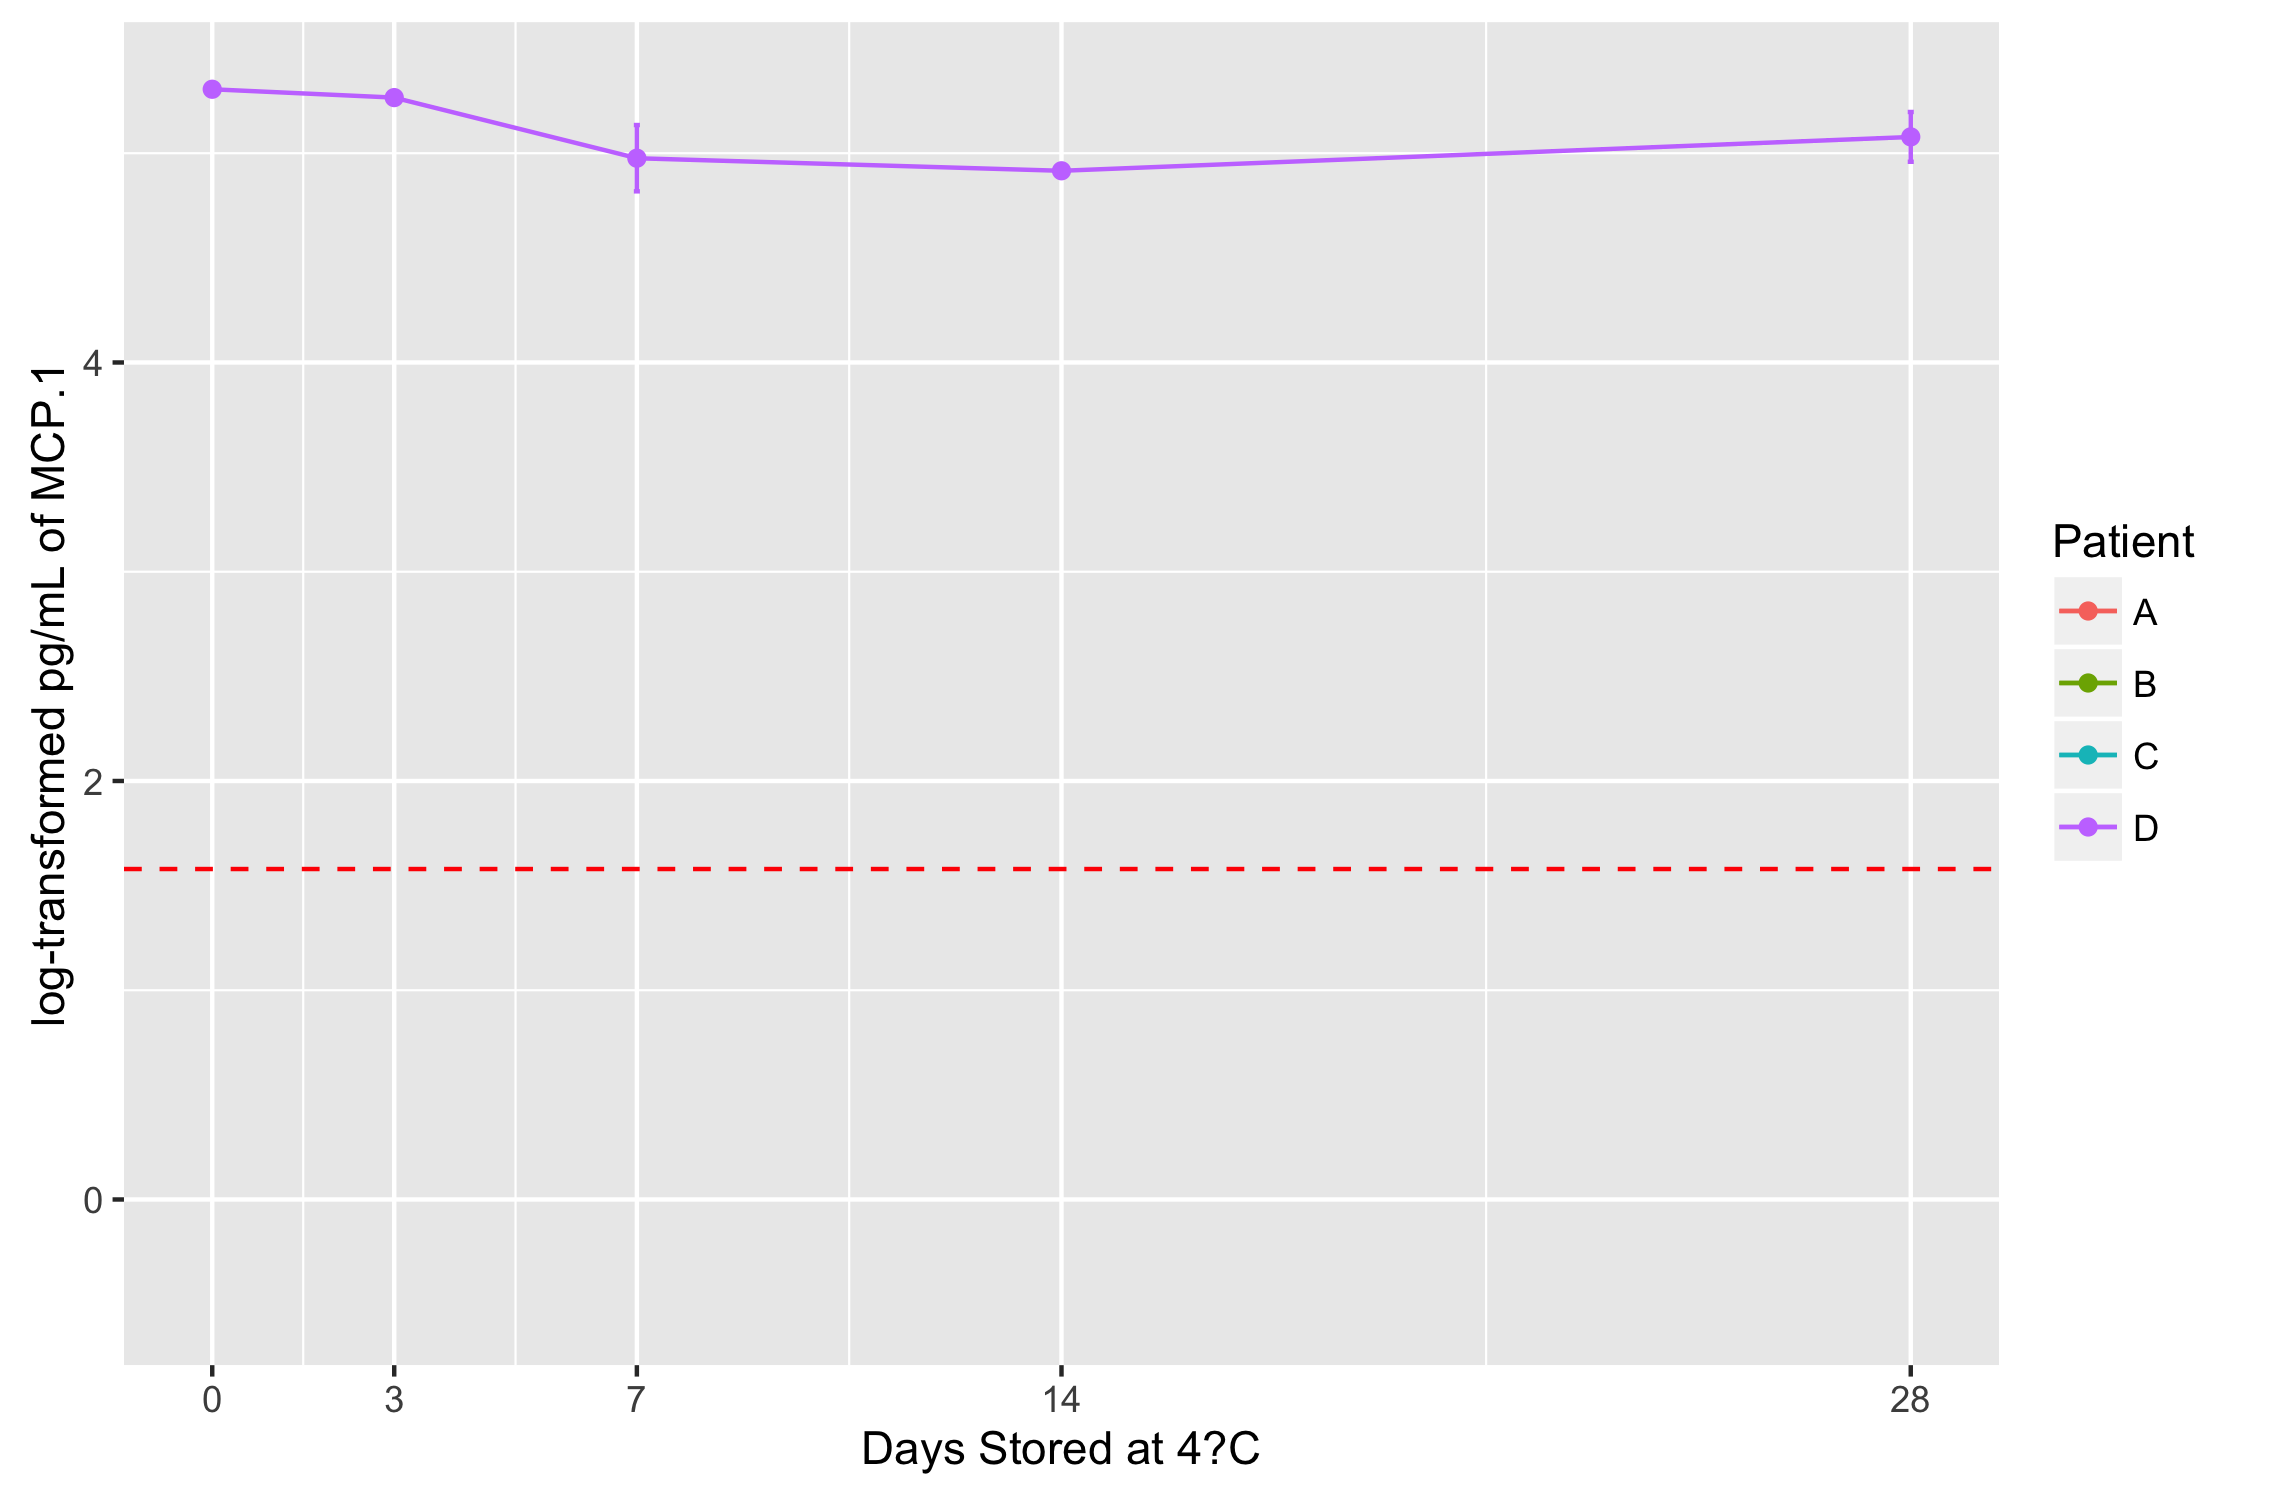 log-transformed pg/mL of MCP.1
4
2
0
0 3 7 14 28
Days Stored at 4?C
Patient
A
B
C
D